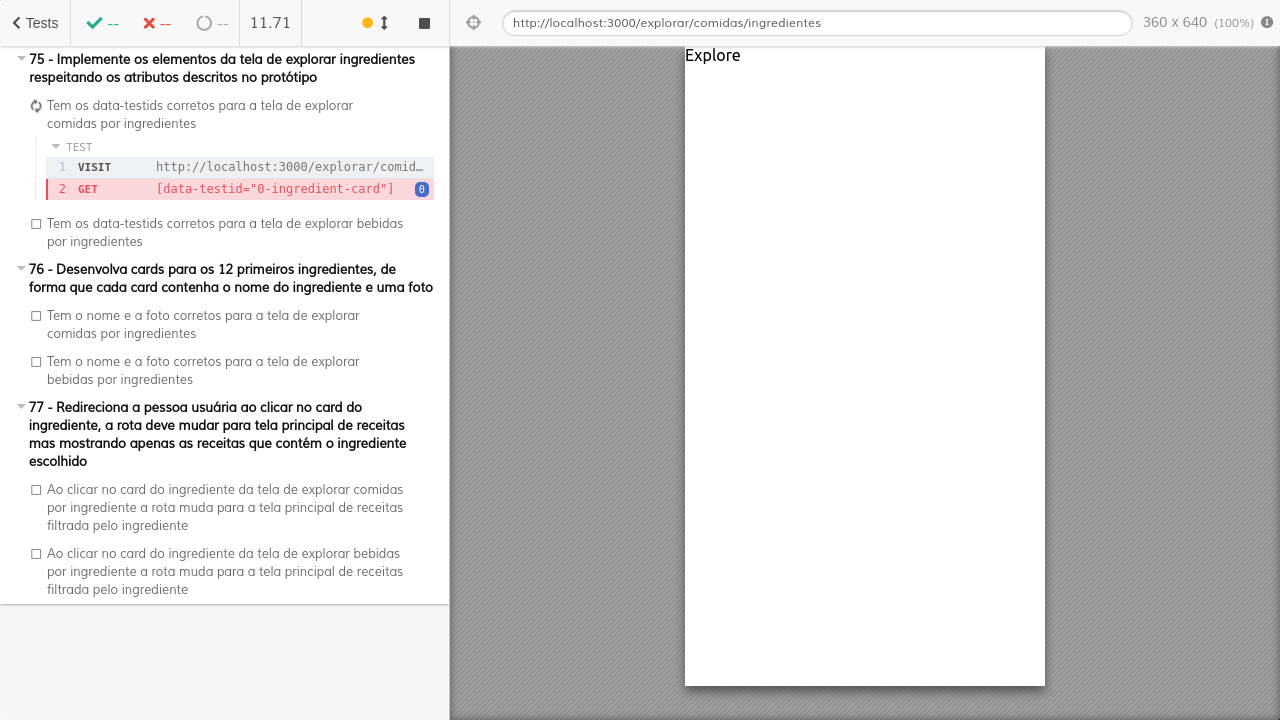 Tests
--
--
--
11.71
http://localhost:3000/explorar/comidas/ingredientes
360 x 640 (100%)
75 - Implemente os elementos da tela de explorar ingredientes
respeitando os atributos descritos no protótipo
Tem os data-testids corretos para a tela de explorar
comidas por ingredientes
TEST
1 VISIT http://localhost:3000/explorar/comid…
2 GET [data-testid="0-ingredient-card"] 0
Tem os data-testids corretos para a tela de explorar bebidas
por ingredientes
76 - Desenvolva cards para os 12 primeiros ingredientes, de
forma que cada card contenha o nome do ingrediente e uma foto
Tem o nome e a foto corretos para a tela de explorar
comidas por ingredientes
Tem o nome e a foto corretos para a tela de explorar
bebidas por ingredientes
77 - Redireciona a pessoa usuária ao clicar no card do
ingrediente, a rota deve mudar para tela principal de receitas
mas mostrando apenas as receitas que contém o ingrediente
escolhido
Ao clicar no card do ingrediente da tela de explorar comidas
por ingrediente a rota muda para a tela principal de receitas
filtrada pelo ingrediente
Ao clicar no card do ingrediente da tela de explorar bebidas
por ingrediente a rota muda para a tela principal de receitas
filtrada pelo ingrediente
Explore